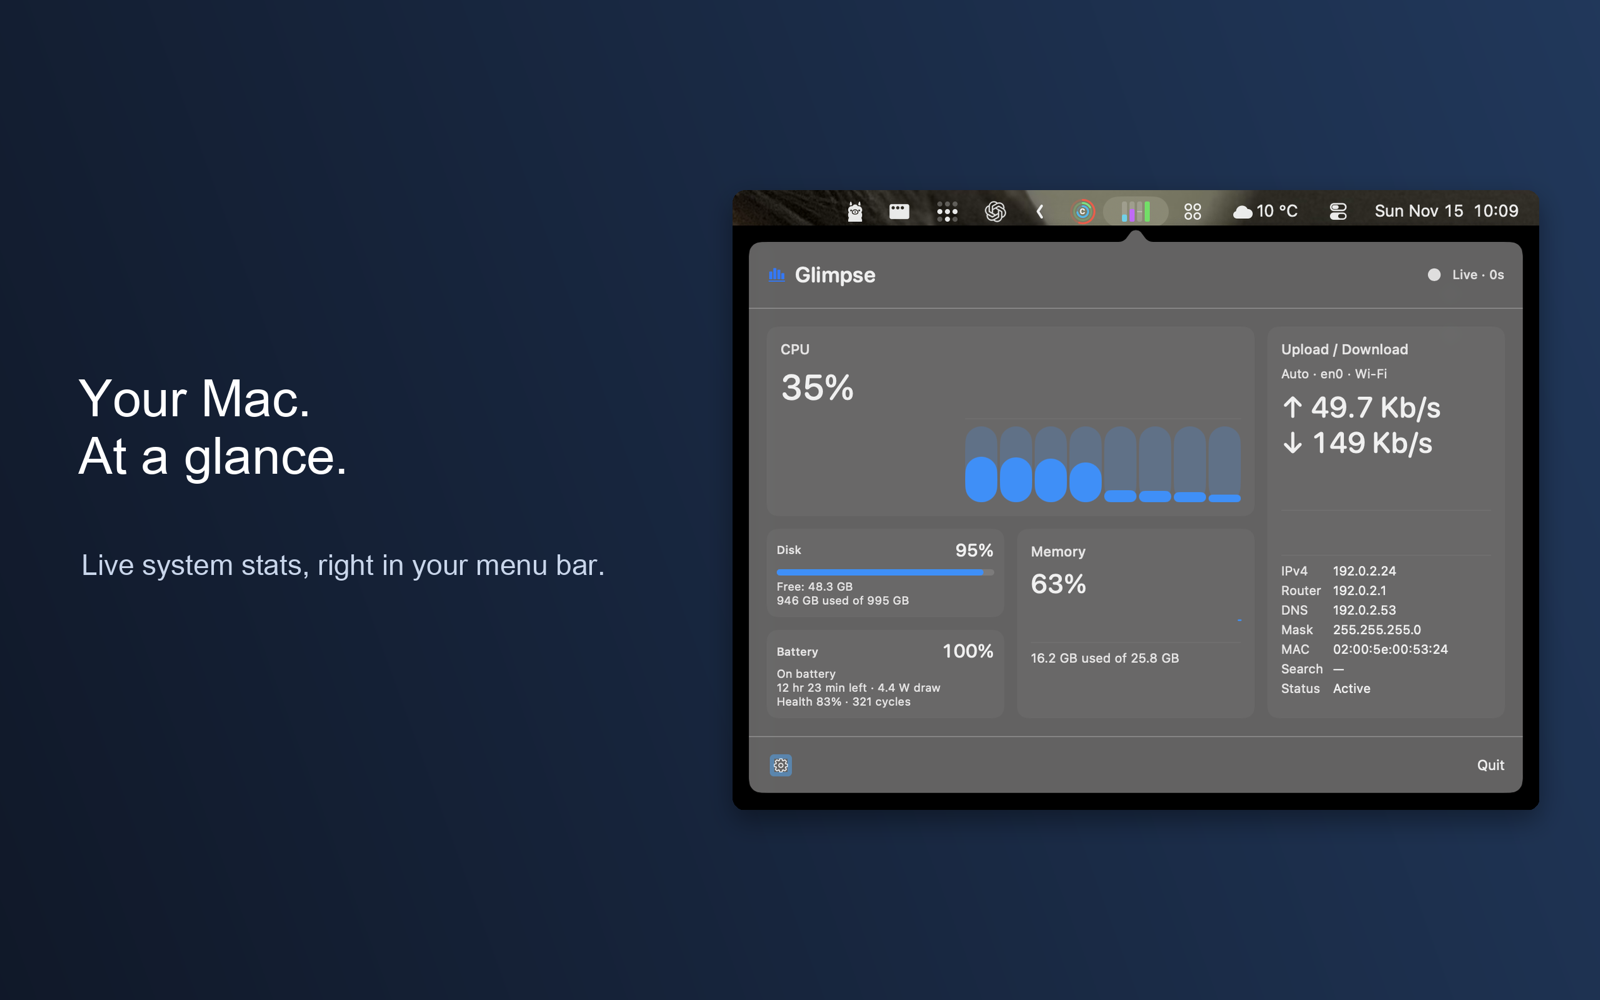 Your Mac.
At a glance.
Live system stats, right in your menu bar.
10 °C
Sun Nov 15 10:09
Glimpse
Live · 0s
CPU
35%
Upload / Download
Auto · en0 · Wi-Fi
↑ 49.7 Kb/s
↓ 149 Kb/s
Disk 95%
Free: 48.3 GB
946 GB used of 995 GB
Memory
63%
16.2 GB used of 25.8 GB
Battery 100%
On battery
12 hr 23 min left · 4.4 W draw
Health 83% · 321 cycles
IPv4 192.0.2.24
Router 192.0.2.1
DNS 192.0.2.53
Mask 255.255.255.0
MAC 02:00:5e:00:53:24
Search —
Status Active
Quit